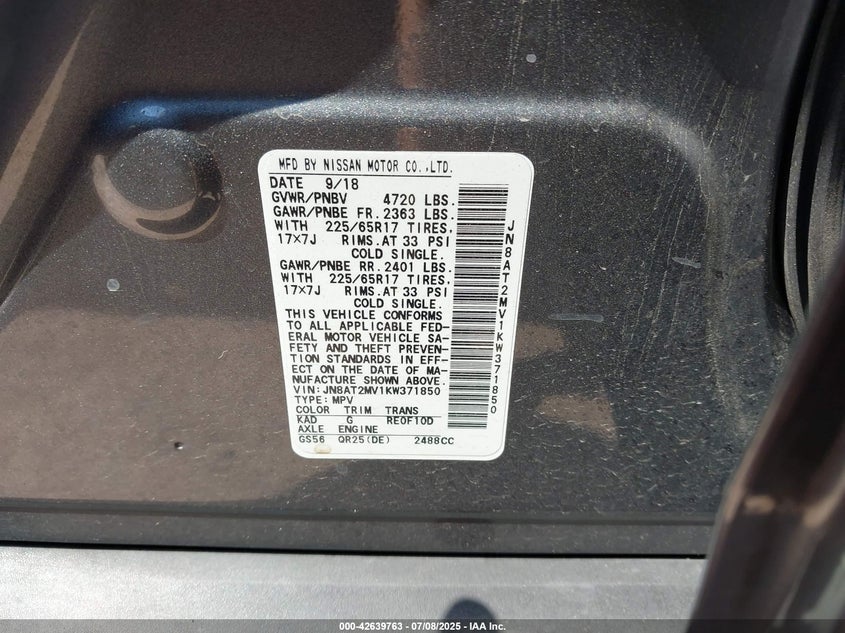 MFD BY NISSAN MOTOR CO.,LTD.
DATE 9/18
GVWR/PNBV 4720 LBS.
GAWR/PNBE FR. 2363 LBS.
WITH 225/65R17 TIRES,
17×7J RIMS.AT 33 PSI
COLD SINGLE.
GAWR/PNBE RR. 2401 LBS.
WITH 225/65R17 TIRES,
17×7J RIMS.AT 33 PSI
COLD SINGLE.
THIS VEHICLE CONFORMS
TO ALL APPLICABLE FED-
ERAL MOTOR VEHICLE SA-
FETY AND THEFT PREVEN-
TION STANDARDS IN EFF-
ECT ON THE DATE OF MA-
NUFACTURE SHOWN ABOVE.
VIN:JN8AT2MV1KW371850
TYPE:MPV
COLOR TRIM TRANS
KAD G RE0F10D
AXLE ENGINE
GS56 QR25(DE) 2488CC
JN8AT2MV1KW371850
000-42639763 - 07/08/2025 - IAA Inc.